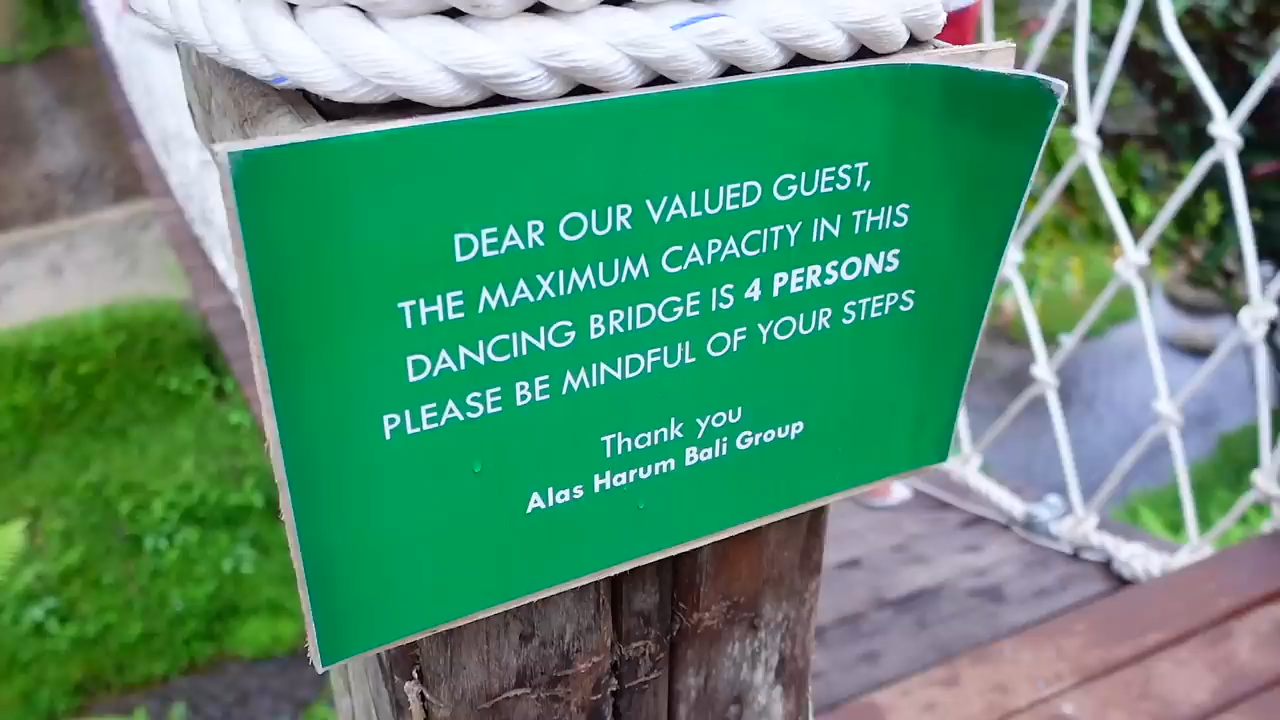 DEAR OUR VALUED GUEST,
THE MAXIMUM CAPACITY IN THIS
DANCING BRIDGE IS 4 PERSONS
PLEASE BE MINDFUL OF YOUR STEPS
Thank you
Alas Harum Bali Group